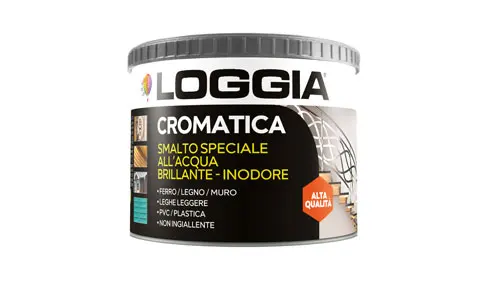 LOGGIA
CROMATICA
SMALTO SPECIALE
ALL'ACQUA
BRILLANTE - INODORE
• FERRO / LEGNO / MURO
• LEGHE LEGGERE
• PVC / PLASTICA
• NON INGIALLENTE
ALTA
QUALITÀ